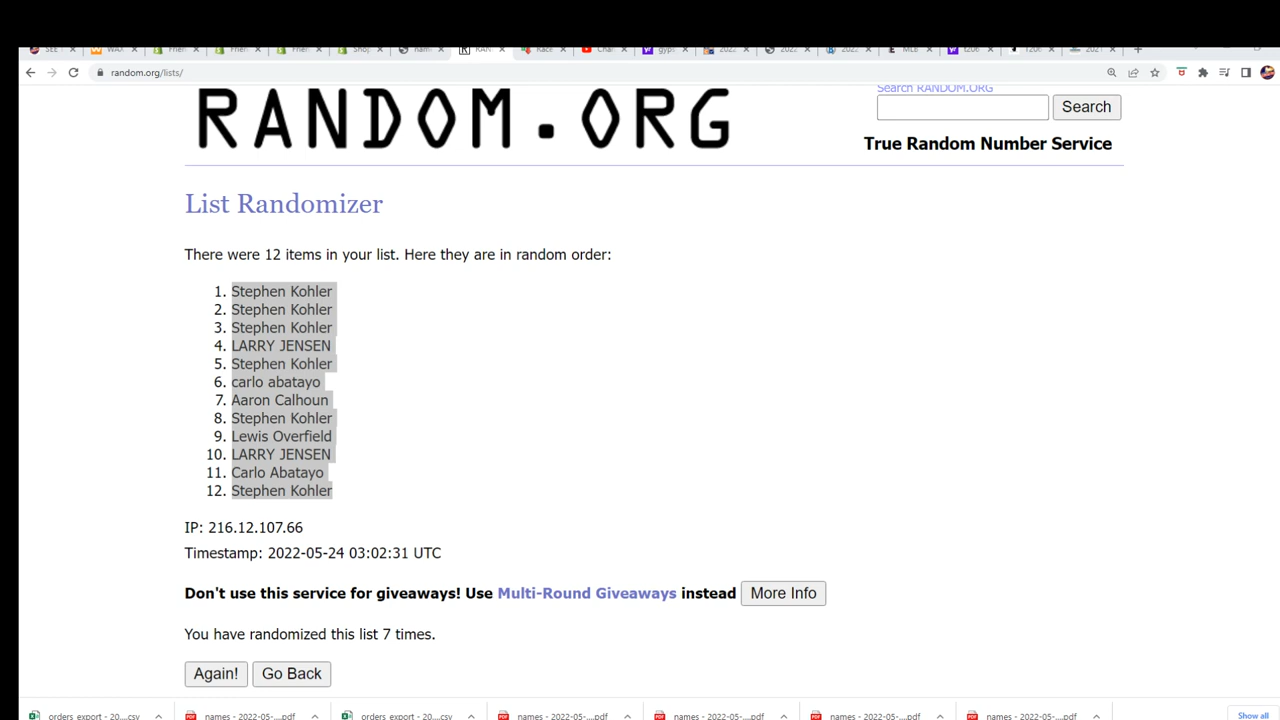 random.org/lists/
RANDOM.ORG
Search RANDOM.ORG
Search
True Random Number Service
List Randomizer
There were 12 items in your list. Here they are in random order:
1. Stephen Kohler
2. Stephen Kohler
3. Stephen Kohler
4. LARRY JENSEN
5. Stephen Kohler
6. carlo abatayo
7. Aaron Calhoun
8. Stephen Kohler
9. Lewis Overfield
10. LARRY JENSEN
11. Carlo Abatayo
12. Stephen Kohler
IP: 216.12.107.66
Timestamp: 2022-05-24 03:02:31 UTC
Don't use this service for giveaways! Use Multi-Round Giveaways instead More Info
You have randomized this list 7 times.
Again! Go Back
orders_export - 20....csv names - 2022-05-....pdf orders_export - 20....csv names - 2022-05-....pdf names - 2022-05-....pdf names - 2022-05-....pdf names - 2022-05-....pdf Show all